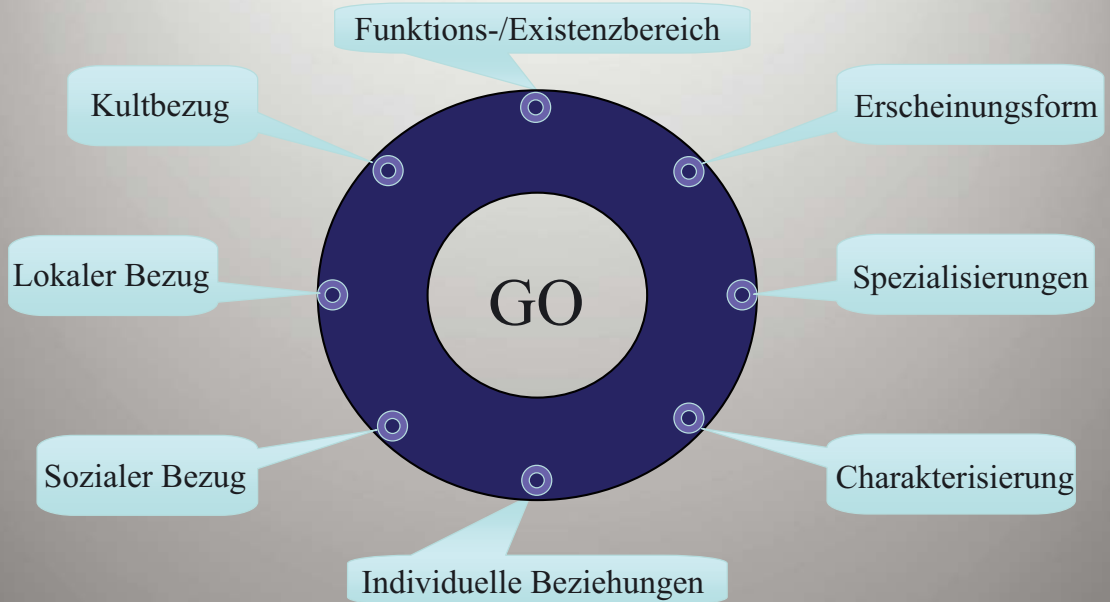 Funktions-/Existenzbereich
Kultbezug
Erscheinungsform
Lokaler Bezug
GO
Spezialisierungen
Sozialer Bezug
Charakterisierung
Individuelle Beziehungen